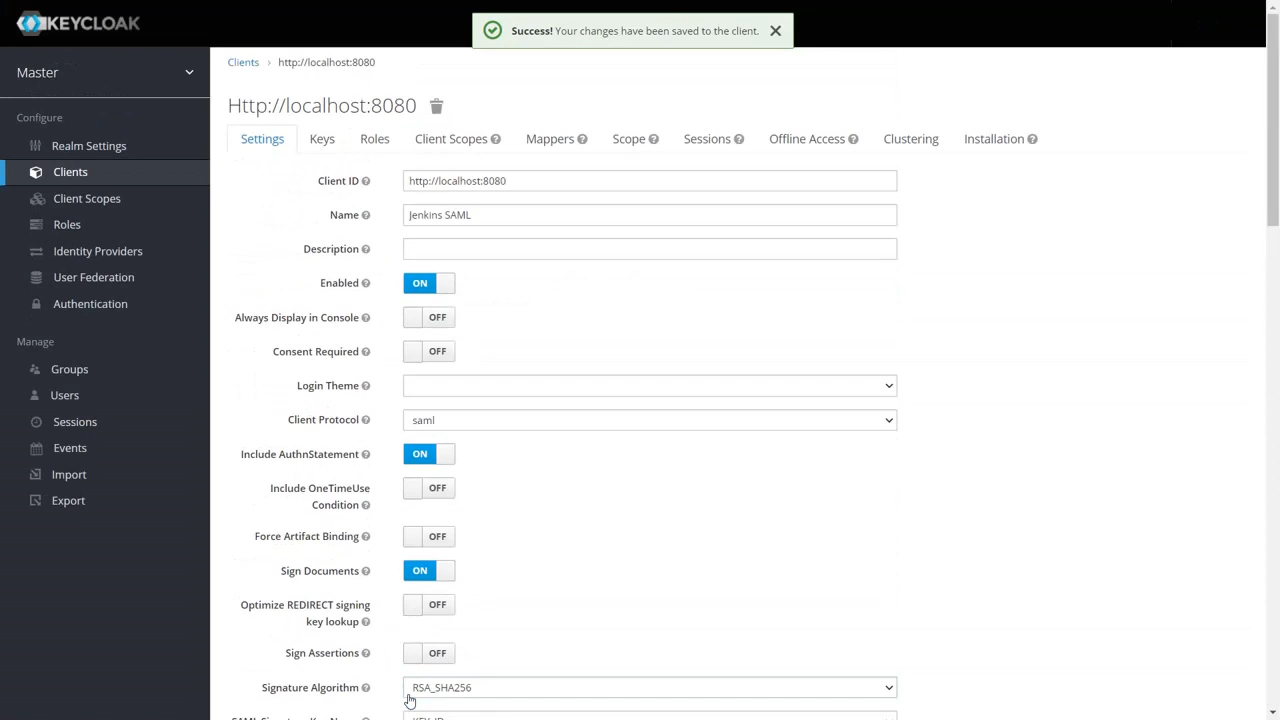 KEYCLOAK
Success! Your changes have been saved to the client.
Master
Configure
Realm Settings
Clients
Client Scopes
Roles
Identity Providers
User Federation
Authentication
Manage
Groups
Users
Sessions
Events
Import
Export
Clients > http://localhost:8080
Http://localhost:8080
Settings Keys Roles Client Scopes Mappers Scope Sessions Offline Access Clustering Installation
Client ID http://localhost:8080
Name Jenkins SAML
Description
Enabled ON
Always Display in Console OFF
Consent Required OFF
Login Theme
Client Protocol saml
Include AuthnStatement ON
Include OneTimeUse
Condition OFF
Force Artifact Binding OFF
Sign Documents ON
Optimize REDIRECT signing
key lookup OFF
Sign Assertions OFF
Signature Algorithm RSA_SHA256